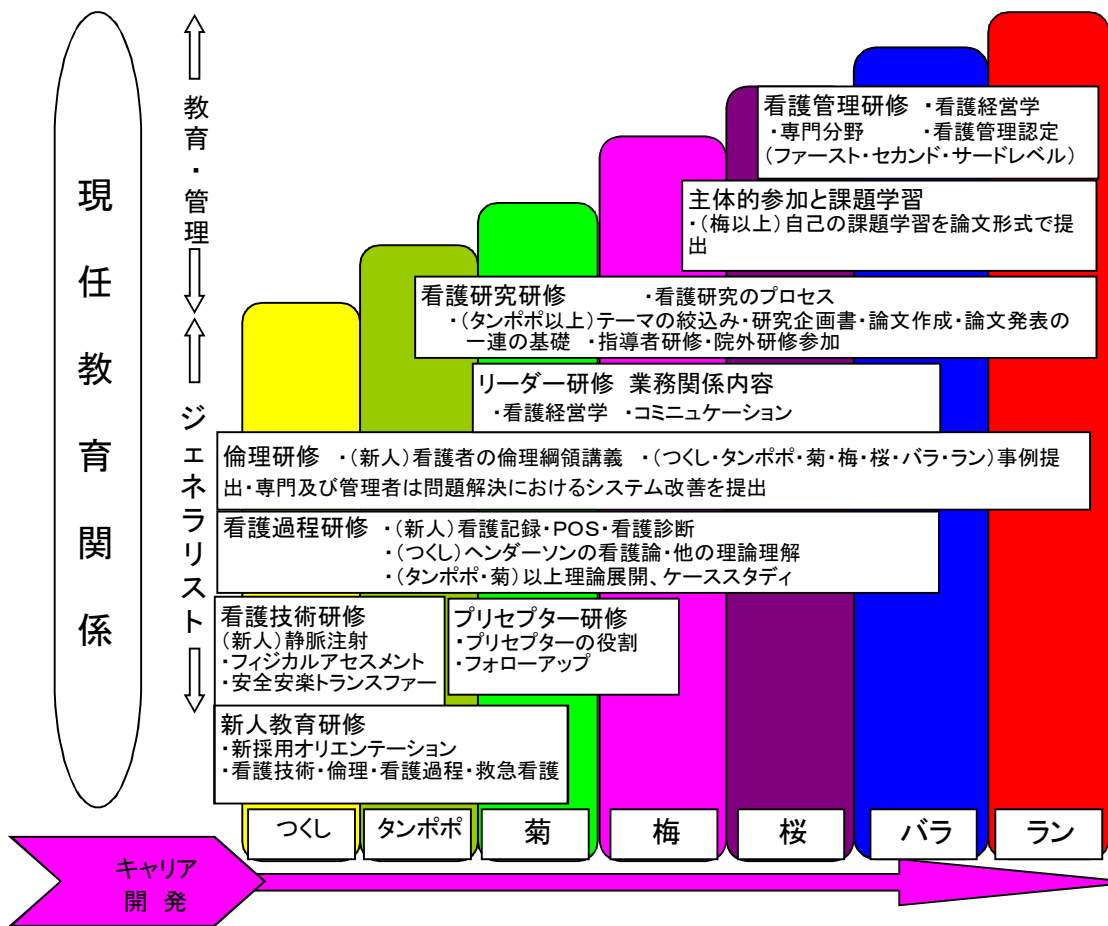 現任教育関係
教育・管理
ジェネラリスト
看護管理研修 ・看護経営学
・専門分野 ・看護管理認定
(ファースト・セカンド・サードレベル)
主体的参加と課題学習
・(梅以上)自己の課題学習を論文形式で提
出
看護研究研修 ・看護研究のプロセス
・(タンポポ以上)テーマの絞込み・研究企画書・論文作成・論文発表の
一連の基礎 ・指導者研修・院外研修参加
リーダー研修 業務関係内容
・看護経営学 ・コミニュケーション
倫理研修 ・(新人)看護者の倫理綱領講義 ・(つくし・タンポポ・菊・梅・桜・バラ・ラン)事例提
出・専門及び管理者は問題解決におけるシステム改善を提出
看護過程研修 ・(新人)看護記録・POS・看護診断
・(つくし)ヘンダーソンの看護論・他の理論理解
・(タンポポ・菊)以上理論展開、ケーススタディ
看護技術研修
(新人)静脈注射
・フィジカルアセスメント
・安全安楽トランスファー
プリセプター研修
・プリセプターの役割
・フォローアップ
新人教育研修
・新採用オリエンテーション
・看護技術・倫理・看護過程・救急看護
つくし タンポポ 菊 梅 桜 バラ ラン
キャリア
開 発